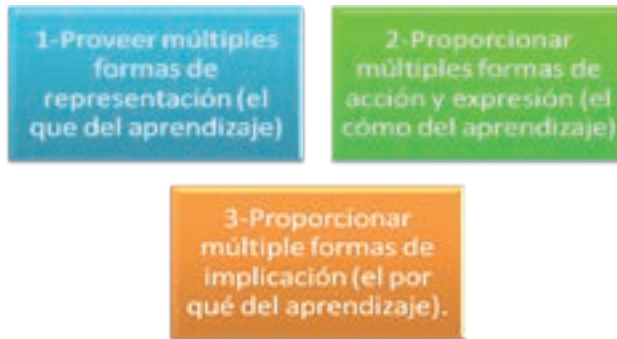 1-Proveer múltiples
formas de
representación (el
que del aprendizaje)
2-Proporcionar
múltiples formas de
acción y expresión (el
cómo del aprendizaje)
3-Proporcionar
múltiple formas de
implicación (el por
qué del aprendizaje).